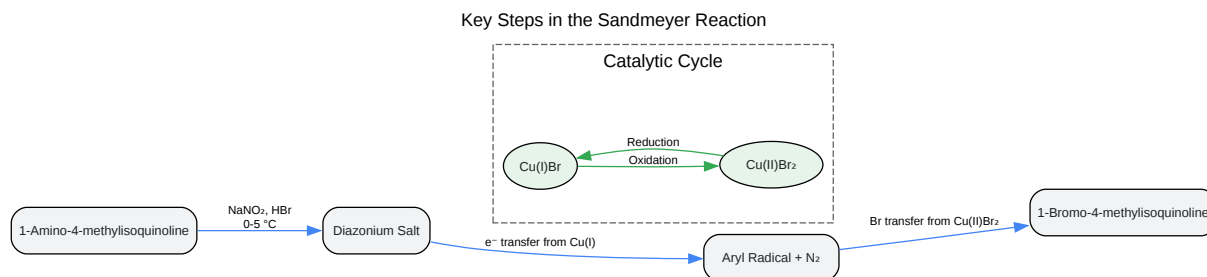 Key Steps in the Sandmeyer Reaction
Catalytic Cycle
Reduction
Cu(I)Br
Oxidation
Cu(II)Br₂
NaNO₂, HBr
0-5 °C
1-Amino-4-methylisoquinoline
Diazonium Salt
e⁻ transfer from Cu(I)
Aryl Radical + N₂
Br transfer from Cu(II)Br₂
1-Bromo-4-methylisoquinoline